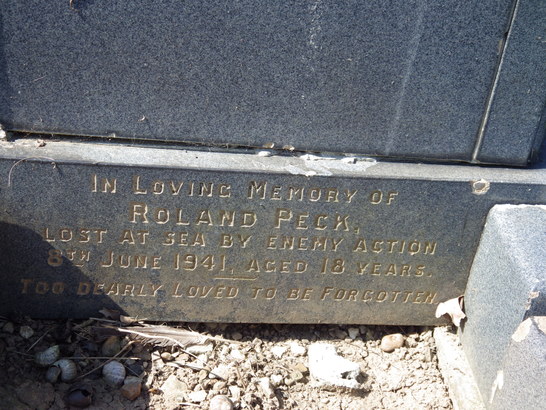 IN LOVING MEMORY OF
ROLAND PECK,
LOST AT SEA BY ENEMY ACTION
8TH JUNE 1941, AGED 18 YEARS.
TOO DEARLY LOVED TO BE FORGOTTEN.